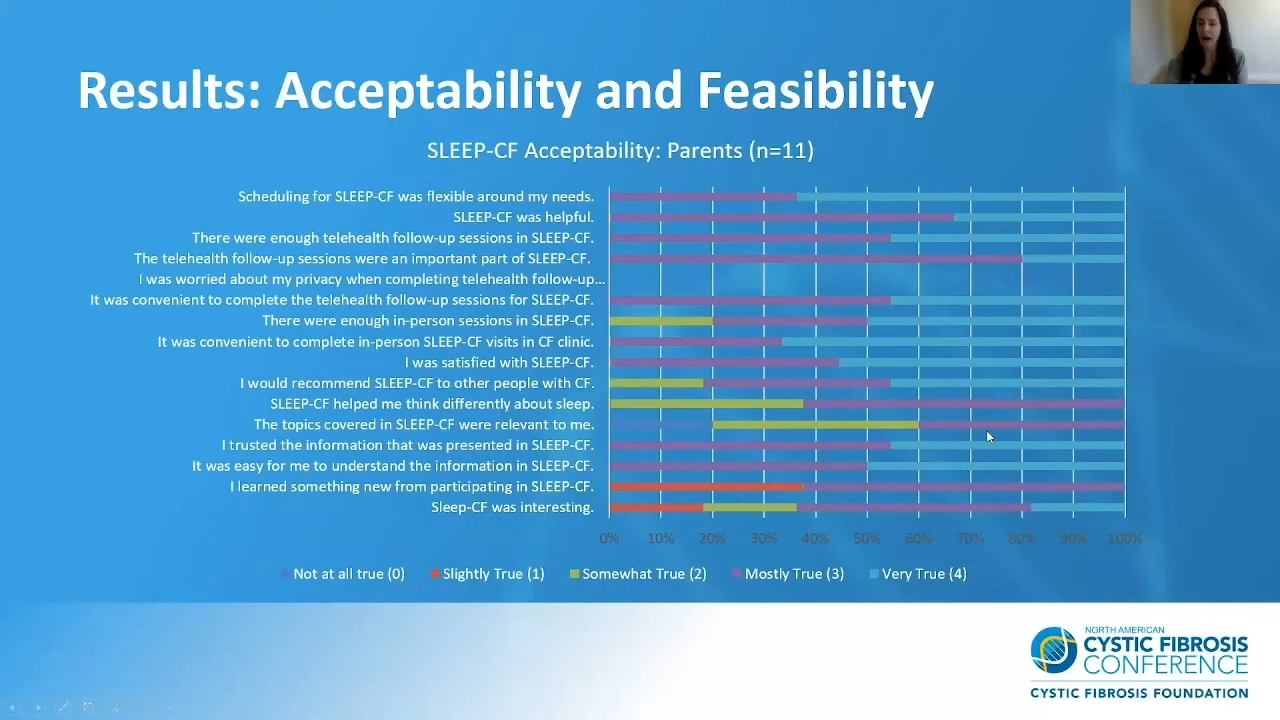 Results: Acceptability and Feasibility
SLEEP-CF Acceptability: Parents (n=11)
Scheduling for SLEEP-CF was flexible around my needs.
SLEEP-CF was helpful.
There were enough telehealth follow-up sessions in SLEEP-CF.
The telehealth follow-up sessions were an important part of SLEEP-CF.
I was worried about my privacy when completing telehealth follow-up...
It was convenient to complete the telehealth follow-up sessions for SLEEP-CF.
There were enough in-person sessions in SLEEP-CF.
It was convenient to complete in-person SLEEP-CF visits in CF clinic.
I was satisfied with SLEEP-CF.
I would recommend SLEEP-CF to other people with CF.
SLEEP-CF helped me think differently about sleep.
The topics covered in SLEEP-CF were relevant to me.
I trusted the information that was presented in SLEEP-CF.
It was easy for me to understand the information in SLEEP-CF.
I learned something new from participating in SLEEP-CF.
Sleep-CF was interesting.
0% 10% 20% 30% 40% 50% 60% 70% 80% 90% 100%
Not at all true (0) Slightly True (1) Somewhat True (2) Mostly True (3) Very True (4)
NORTH AMERICAN
CYSTIC FIBROSIS
CONFERENCE
CYSTIC FIBROSIS FOUNDATION